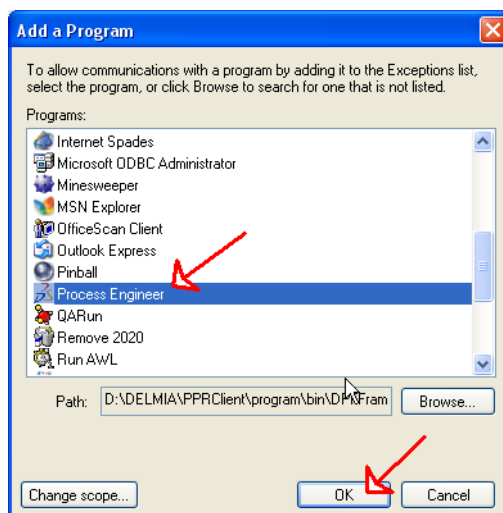 Add a Program
To allow communications with a program by adding it to the Exceptions list,
select the program, or click Browse to search for one that is not listed.
Programs:
Internet Spades
Microsoft ODBC Administrator
Minesweeper
MSN Explorer
OfficeScan Client
Outlook Express
Pinball
Process Engineer
QARun
Remove 2020
Run AWL
Path: D:\DELMIA\PPRClient\program\bin\ Browse...
Change scope... OK Cancel